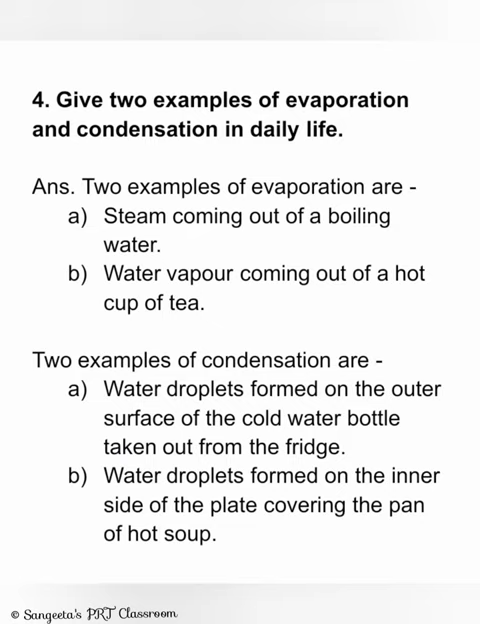 4. Give two examples of evaporation
and condensation in daily life.
Ans. Two examples of evaporation are -
a) Steam coming out of a boiling
water.
b) Water vapour coming out of a hot
cup of tea.
Two examples of condensation are -
a) Water droplets formed on the outer
surface of the cold water bottle
taken out from the fridge.
b) Water droplets formed on the inner
side of the plate covering the pan
of hot soup.
© Sangeeta's PRT Classroom